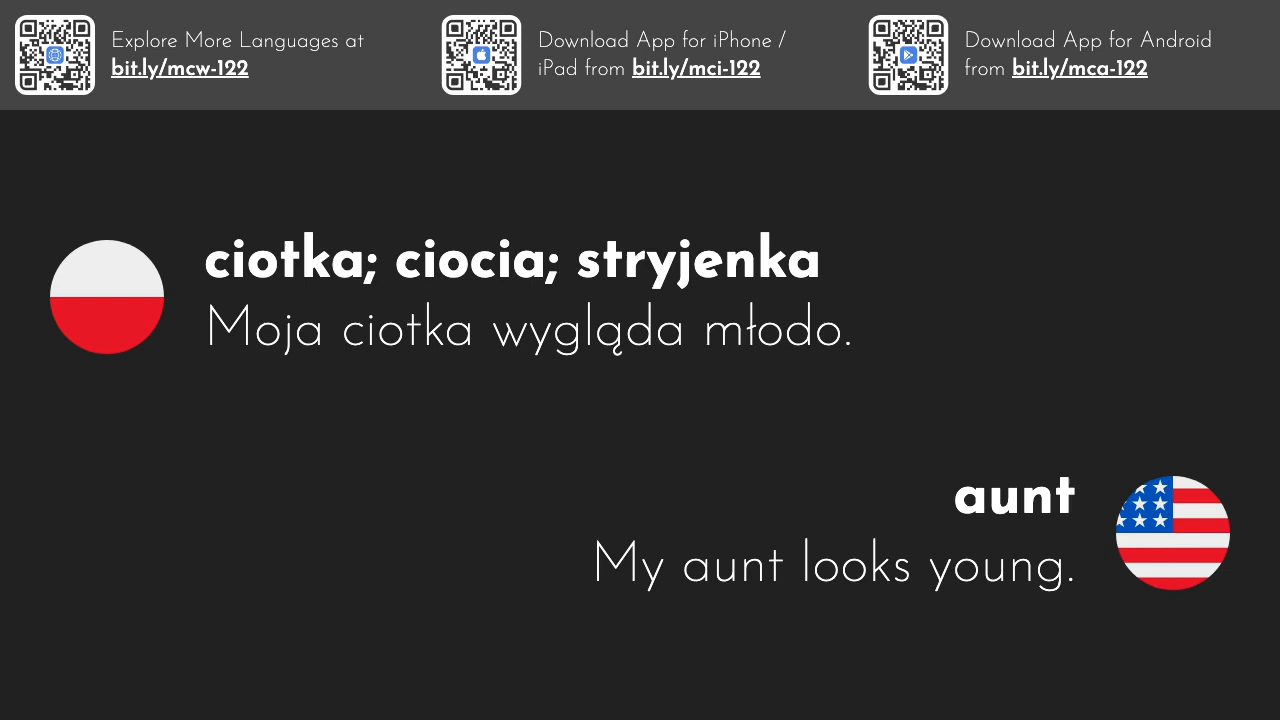 Explore More Languages at
bit.ly/mcw-122
Download App for iPhone /
iPad from bit.ly/mci-122
Download App for Android
from bit.ly/mca-122
ciotka; ciocia; stryjenka
Moja ciotka wygląda młodo.
aunt
My aunt looks young.